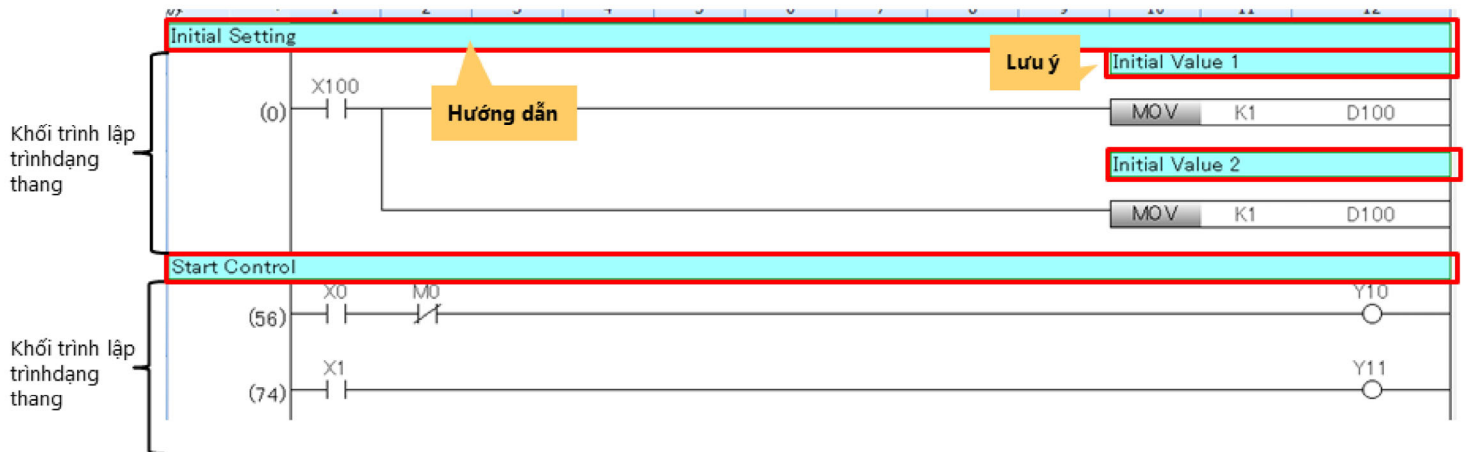 Initial Setting
Lưu ý
Initial Value 1
X100
Hướng dẫn
(0)
MOV K1 D100
Khối trình lập
trìnhdạng
thang
Initial Value 2
MOV K1 D100
Start Control
X0 M0 Y10
(56)
Khối trình lập
trìnhdạng
thang
X1 Y11
(74)